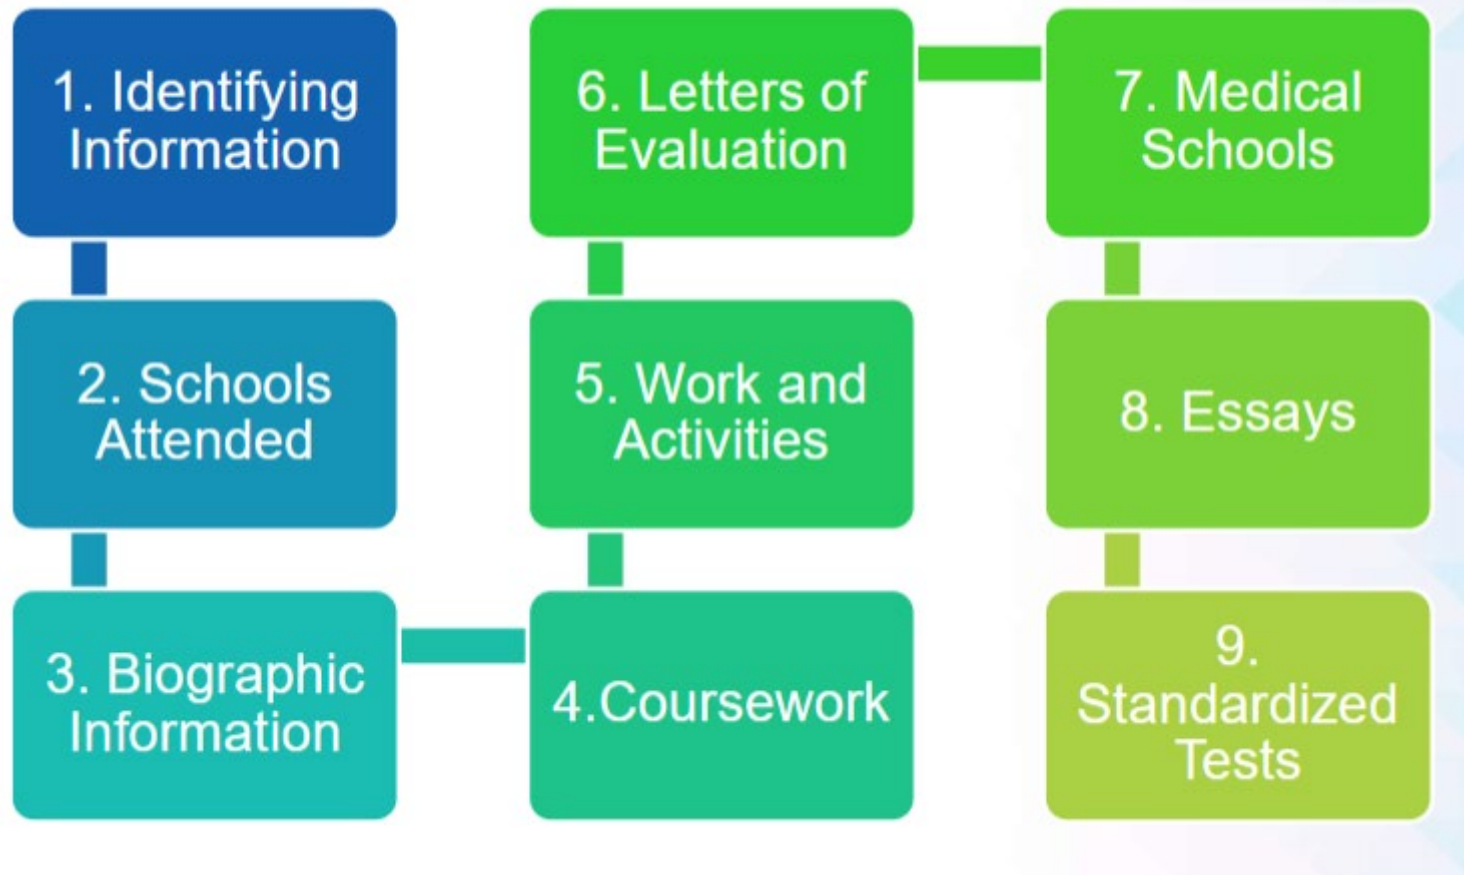 1. Identifying
Information
2. Schools
Attended
3. Biographic
Information
4.Coursework
5. Work and
Activities
6. Letters of
Evaluation
7. Medical
Schools
8. Essays
9.
Standardized
Tests